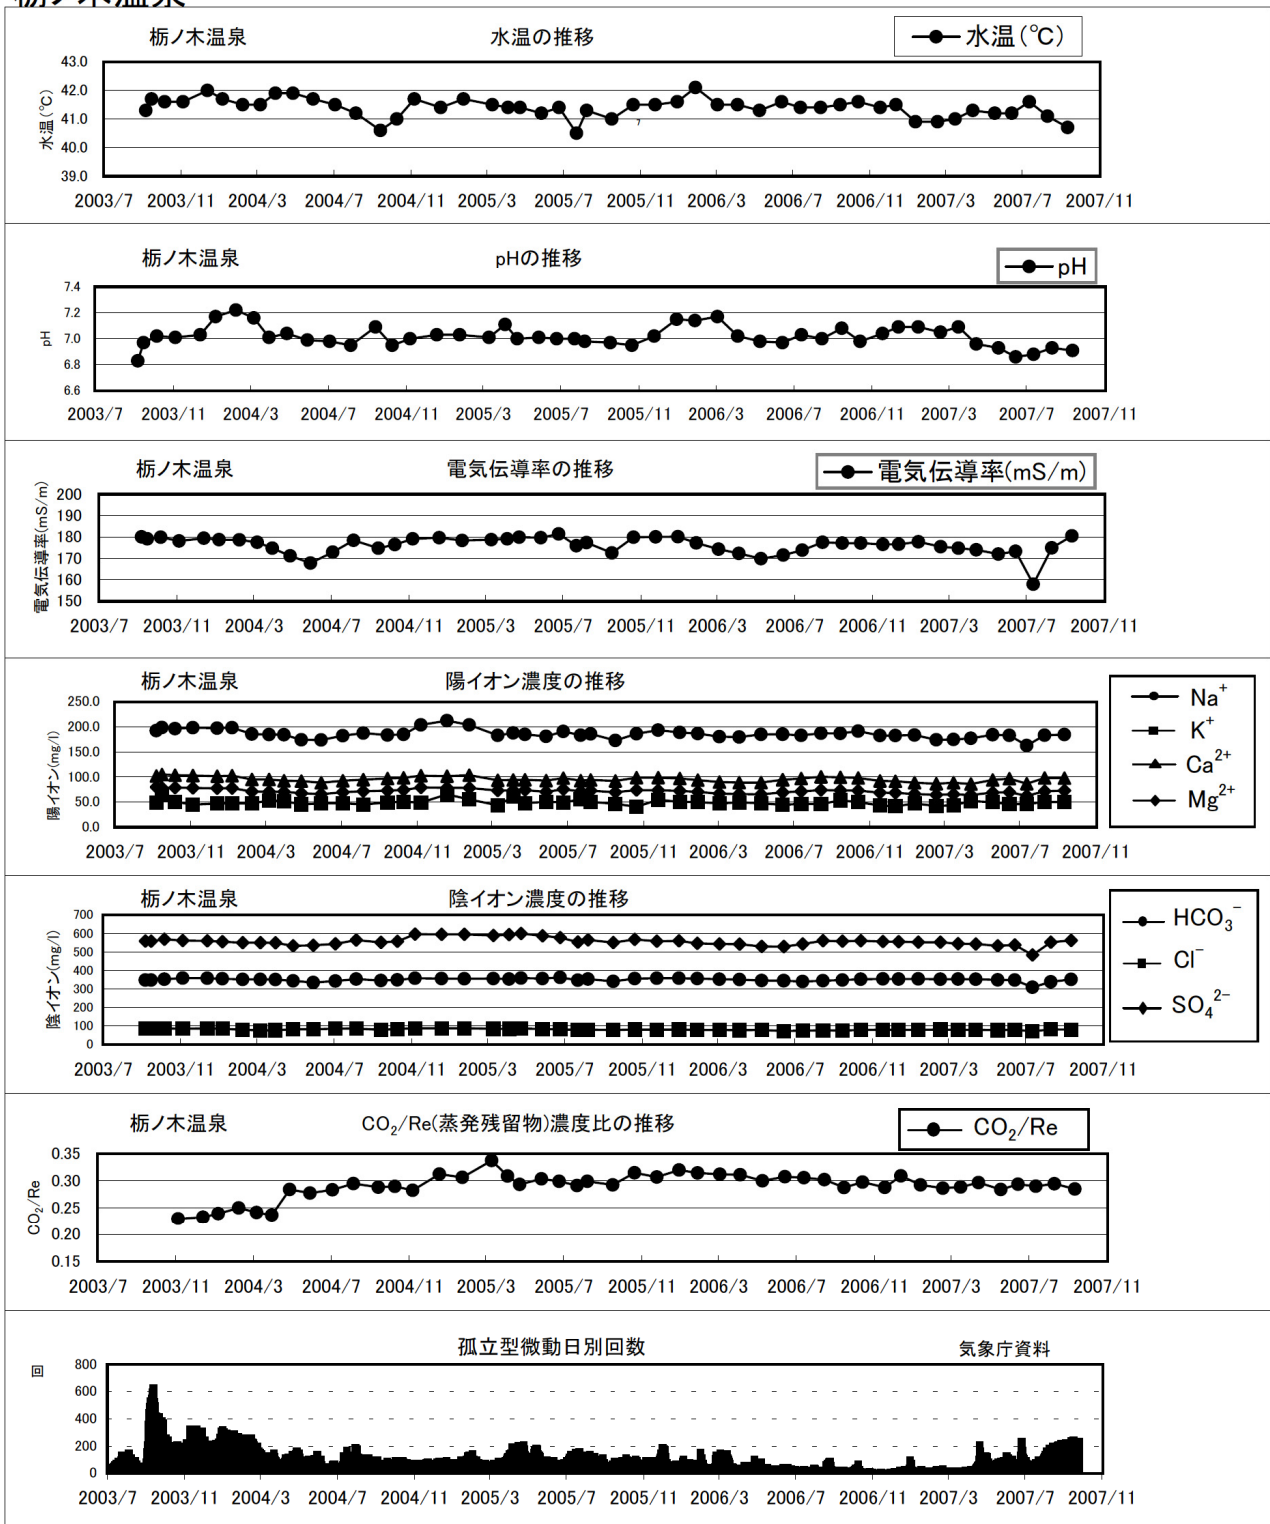 栃ノ木温泉
栃ノ木温泉 水温の推移 水温(℃)
水温(℃)
43.0
42.0
41.0
40.0
39.0
7
2003/7 2003/11 2004/3 2004/7 2004/11 2005/3 2005/7 2005/11 2006/3 2006/7 2006/11 2007/3 2007/7 2007/11
栃ノ木温泉 pHの推移 pH
pH
7.4
7.2
7.0
6.8
6.6
2003/7 2003/11 2004/3 2004/7 2004/11 2005/3 2005/7 2005/11 2006/3 2006/7 2006/11 2007/3 2007/7 2007/11
栃ノ木温泉 電気伝導率の推移 電気伝導率(mS/m)
電気伝導率(mS/m)
200
190
180
170
160
150
2003/7 2003/11 2004/3 2004/7 2004/11 2005/3 2005/7 2005/11 2006/3 2006/7 2006/11 2007/3 2007/7 2007/11
栃ノ木温泉 陽イオン濃度の推移
陽イオン(mg/l)
250.0
200.0
150.0
100.0
50.0
0.0
Na⁺
K⁺
Ca²⁺
Mg²⁺
2003/7 2003/11 2004/3 2004/7 2004/11 2005/3 2005/7 2005/11 2006/3 2006/7 2006/11 2007/3 2007/7 2007/11
栃ノ木温泉 陰イオン濃度の推移
陰イオン(mg/l)
700
600
500
400
300
200
100
0
HCO₃⁻
Cl⁻
SO₄²⁻
2003/7 2003/11 2004/3 2004/7 2004/11 2005/3 2005/7 2005/11 2006/3 2006/7 2006/11 2007/3 2007/7 2007/11
栃ノ木温泉 CO₂/Re(蒸発残留物)濃度比の推移 CO₂/Re
CO₂/Re
0.35
0.30
0.25
0.20
0.15
2003/7 2003/11 2004/3 2004/7 2004/11 2005/3 2005/7 2005/11 2006/3 2006/7 2006/11 2007/3 2007/7 2007/11
孤立型微動日別回数 気象庁資料
回
800
600
400
200
0
2003/7 2003/11 2004/3 2004/7 2004/11 2005/3 2005/7 2005/11 2006/3 2006/7 2006/11 2007/3 2007/7 2007/11